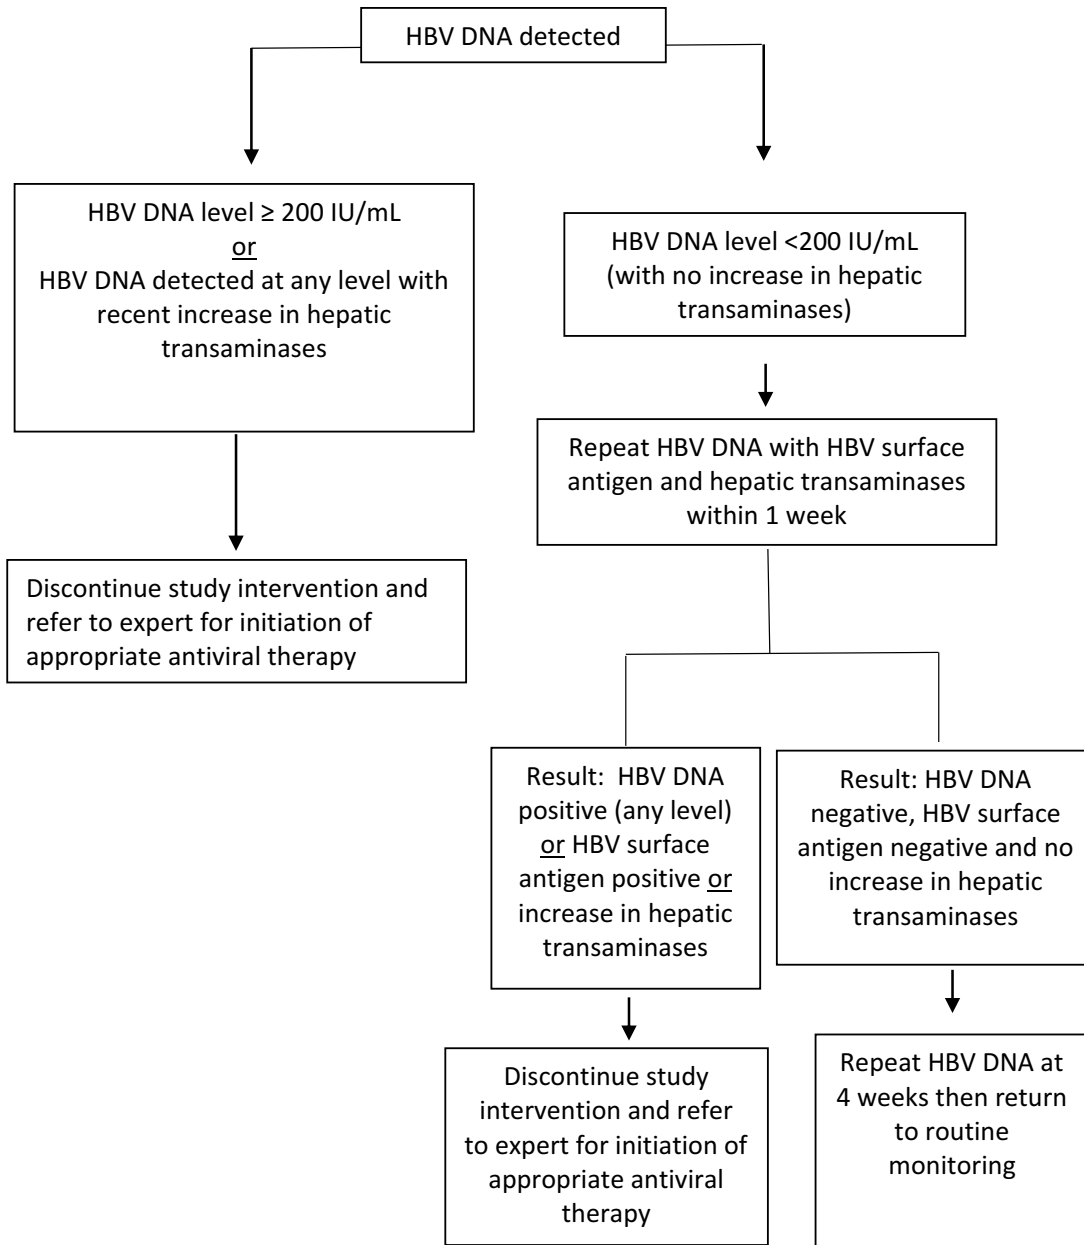 HBV DNA detected
HBV DNA level ≥ 200 IU/mL
or
HBV DNA detected at any level with
recent increase in hepatic
transaminases
HBV DNA level <200 IU/mL
(with no increase in hepatic
transaminases)
Repeat HBV DNA with HBV surface
antigen and hepatic transaminases
within 1 week
Discontinue study intervention and
refer to expert for initiation of
appropriate antiviral therapy
Result:  HBV DNA
positive (any level)
or HBV surface
antigen positive or
increase in hepatic
transaminases
Result: HBV DNA
negative, HBV surface
antigen negative and no
increase in hepatic
transaminases
Discontinue study
intervention and refer
to expert for initiation of
appropriate antiviral
therapy
Repeat HBV DNA at
4 weeks then return
to routine
monitoring